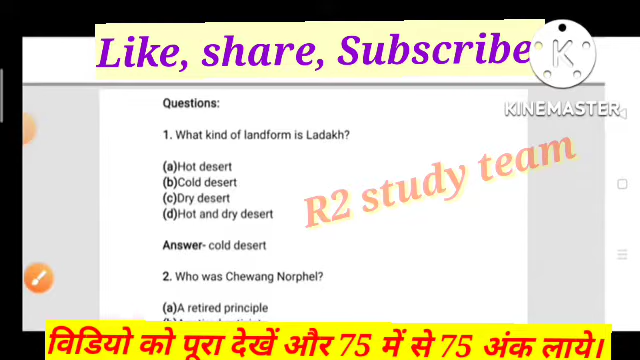 Like, share, Subscribe
K
KINEMASTER
Questions:
1. What kind of landform is Ladakh?
(a)Hot desert
(b)Cold desert
(c)Dry desert
(d)Hot and dry desert
R2 study team
Answer- cold desert
2. Who was Chewang Norphel?
(a)A retired principle
विडियो को पूरा देखें और 75 में से 75 अंक लाये।